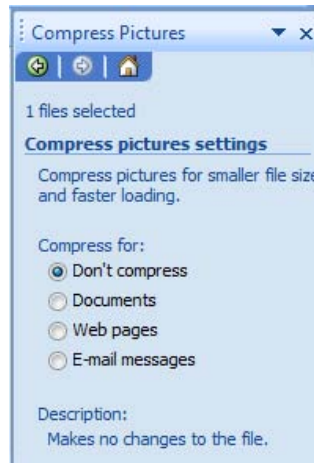 Compress Pictures
1 files selected
Compress pictures settings
Compress pictures for smaller file size
and faster loading.
Compress for:
Don't compress
Documents
Web pages
E-mail messages
Description:
Makes no changes to the file.